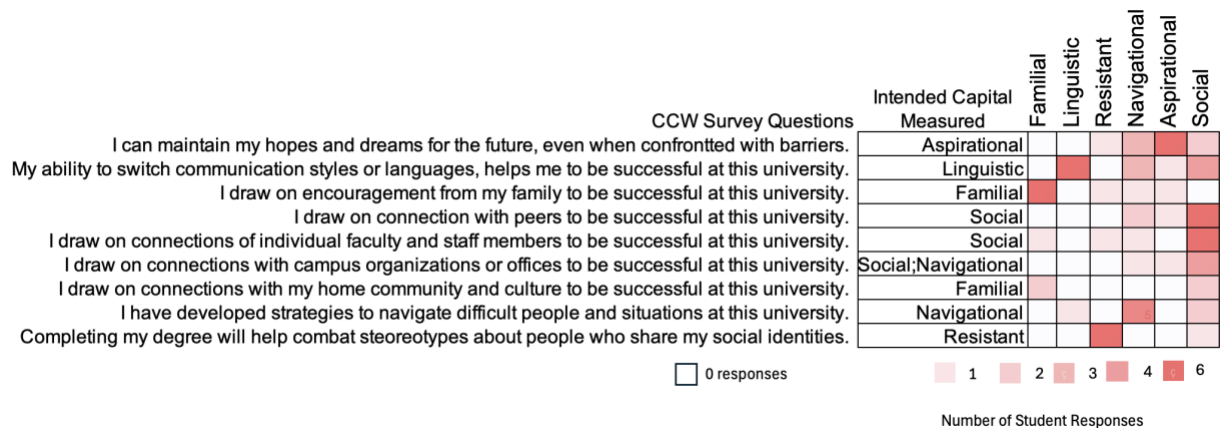 Familial
Linguistic
Resistant
Navigational
Aspirational
Social
Intended Capital
CCW Survey Questions Measured
I can maintain my hopes and dreams for the future, even when confrontted with barriers. Aspirational
My ability to switch communication styles or languages, helps me to be successful at this university. Linguistic
I draw on encouragement from my family to be successful at this university. Familial
I draw on connection with peers to be successful at this university. Social
I draw on connections of individual faculty and staff members to be successful at this university. Social
I draw on connections with campus organizations or offices to be successful at this university. Social;Navigational
I draw on connections with my home community and culture to be successful at this university. Familial
I have developed strategies to navigate difficult people and situations at this university. Navigational
Completing my degree will help combat steoreotypes about people who share my social identities. Resistant
0 responses 1 2 3 4 6
Number of Student Responses